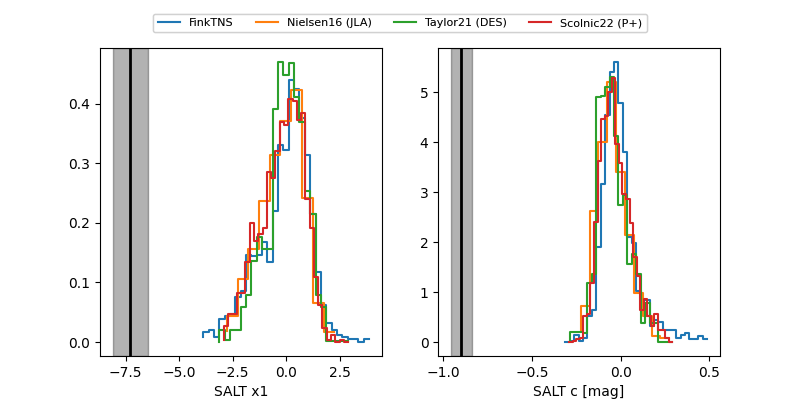 FinkTNS Nielsen16 (JLA) Taylor21 (DES) Scolnic22 (P+)
0.4
0.3
0.2
0.1
0.0
−7.5 −5.0 −2.5 0.0 2.5
SALT x1
5
4
3
2
1
0
−1.0 −0.5 0.0 0.5
SALT c [mag]